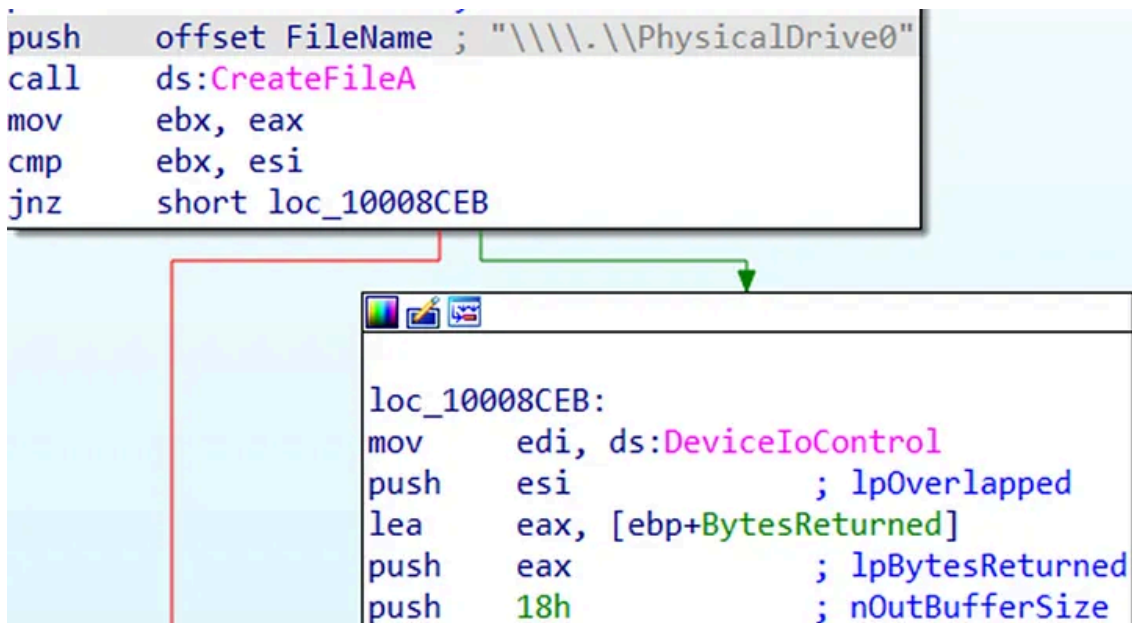 push offset FileName ; "\\\\.\\PhysicalDrive0"
call ds:CreateFileA
mov ebx, eax
cmp ebx, esi
jnz short loc_10008CEB
loc_10008CEB:
mov edi, ds:DeviceIoControl
push esi ; lpOverlapped
lea eax, [ebp+BytesReturned]
push eax ; lpBytesReturned
push 18h ; nOutBufferSize